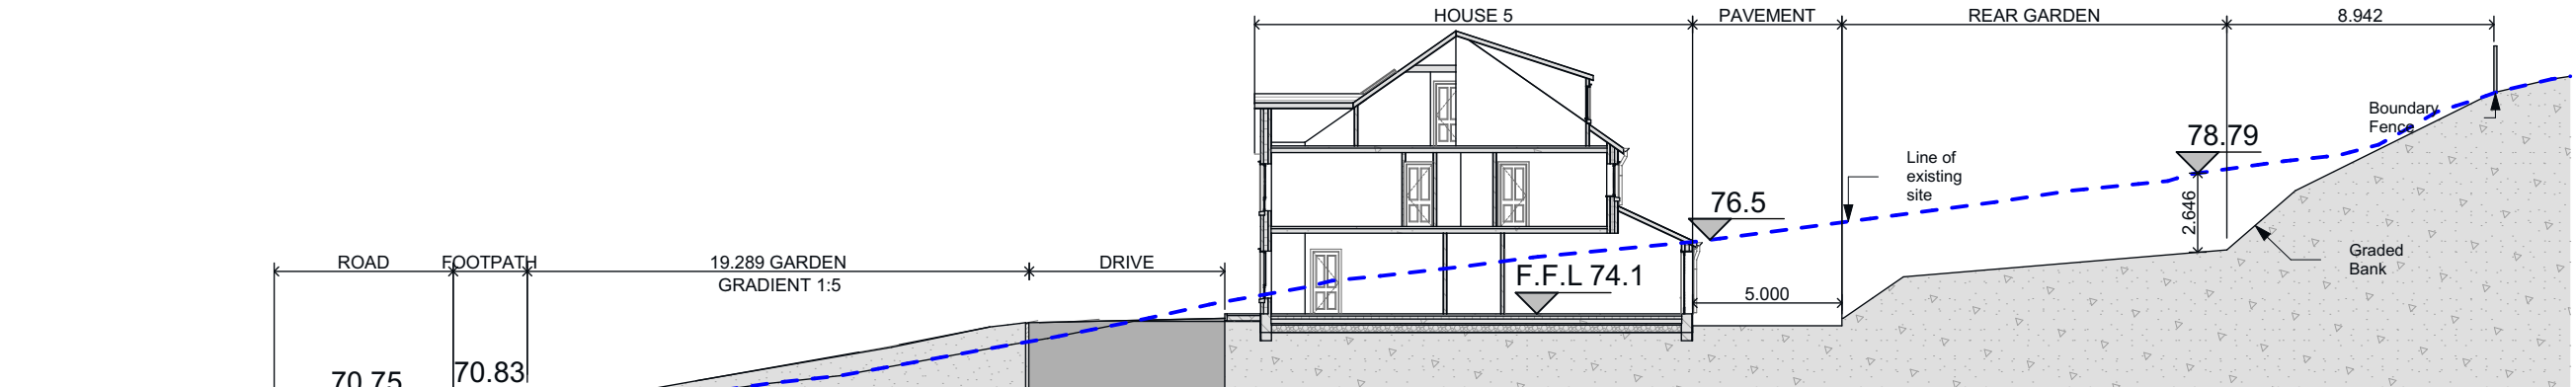 HOUSE 5
PAVEMENT
REAR GARDEN
8.942
Boundary
Fence
78.79
Line of
existing
site
76.5
2.646
ROAD
FOOTPATH
19.289 GARDEN
GRADIENT 1:5
DRIVE
F.F.L 74.1
5.000
Graded
Bank
70.75
70.83